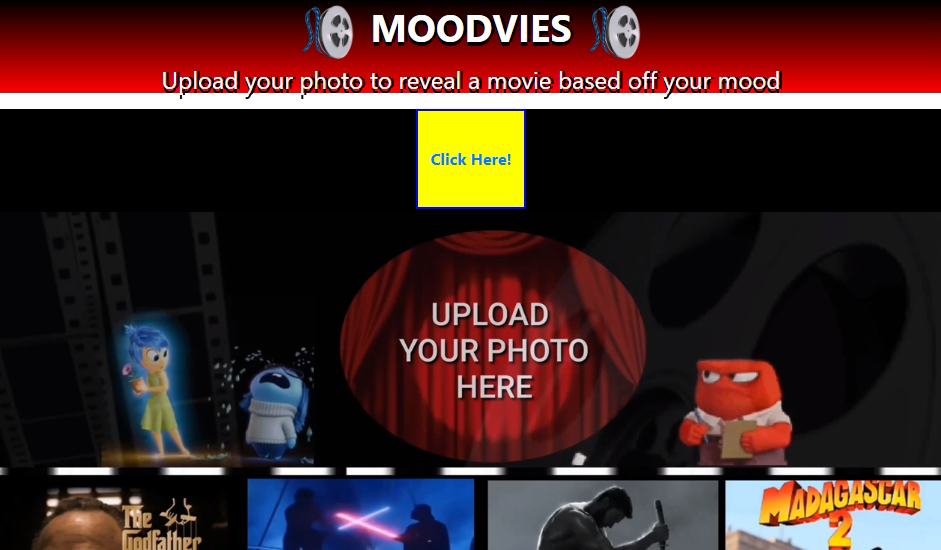 MOODVIES
Upload your photo to reveal a movie based off your mood
Click Here!
UPLOAD
YOUR PHOTO
HERE
The
Godfather
MADAGASCAR
2